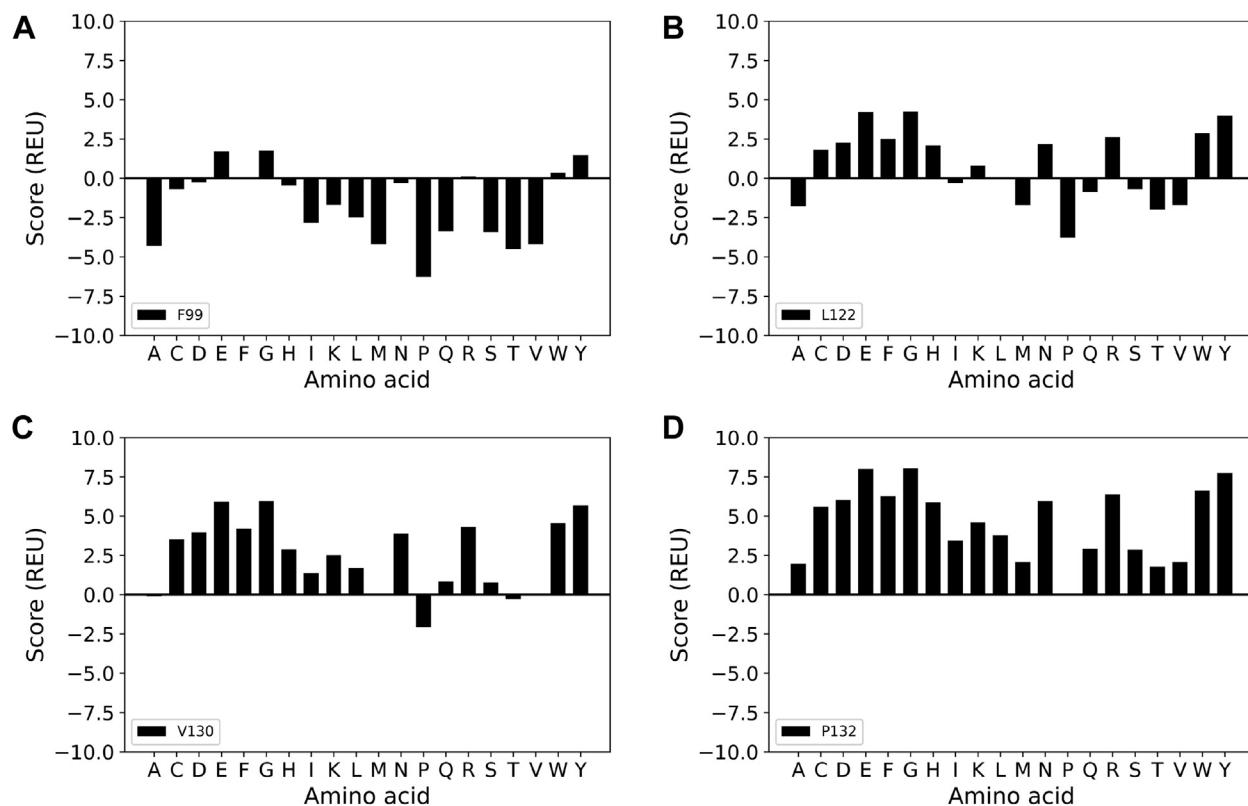 A
10.0
7.5
5.0
2.5
0.0
−2.5
−5.0
−7.5
−10.0
Score (REU)
F99
A C D E F G H I K L M N P Q R S T V W Y
Amino acid
B
10.0
7.5
5.0
2.5
0.0
−2.5
−5.0
−7.5
−10.0
Score (REU)
L122
A C D E F G H I K L M N P Q R S T V W Y
Amino acid
C
10.0
7.5
5.0
2.5
0.0
−2.5
−5.0
−7.5
−10.0
Score (REU)
V130
A C D E F G H I K L M N P Q R S T V W Y
Amino acid
D
10.0
7.5
5.0
2.5
0.0
−2.5
−5.0
−7.5
−10.0
Score (REU)
P132
A C D E F G H I K L M N P Q R S T V W Y
Amino acid